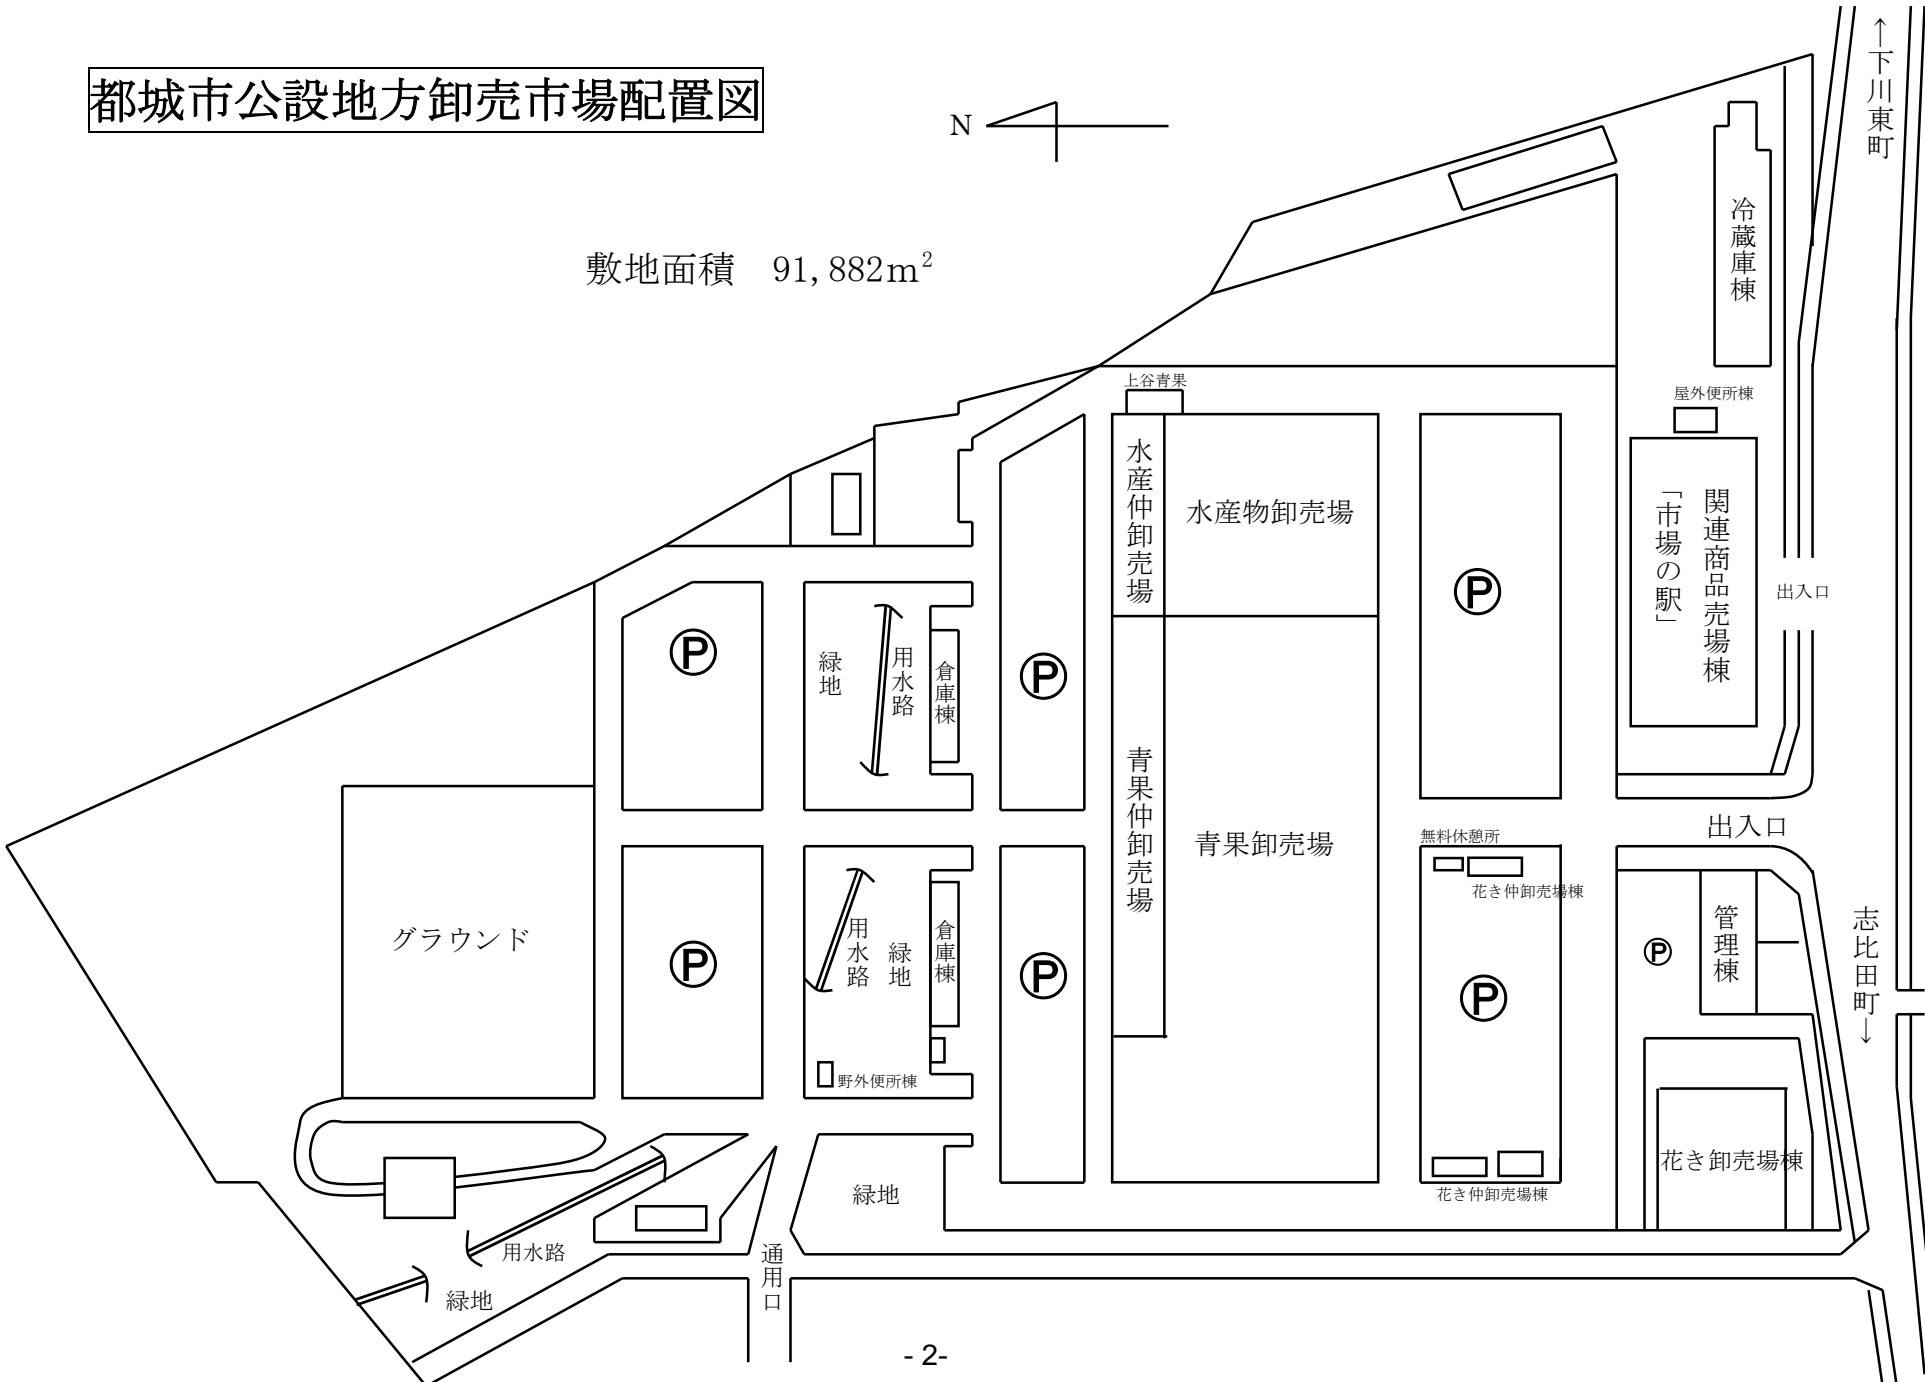 都城市公設地方卸売市場配置図
N
敷地面積　91,882m²
↑下川東町
冷蔵庫棟
上谷青果
屋外便所棟
水産仲卸売場
水産物卸売場
P
関連商品売場棟
「市場の駅」
出入口
P
緑地
用水路
倉庫棟
P
青果仲卸売場
青果卸売場
出入口
無料休憩所
花き仲卸売場棟
グラウンド
P
用水路
緑地
倉庫棟
P
P
P
管理棟
志比田町↓
野外便所棟
花き卸売場棟
緑地
花き仲卸売場棟
用水路
通用口
緑地
- 2-